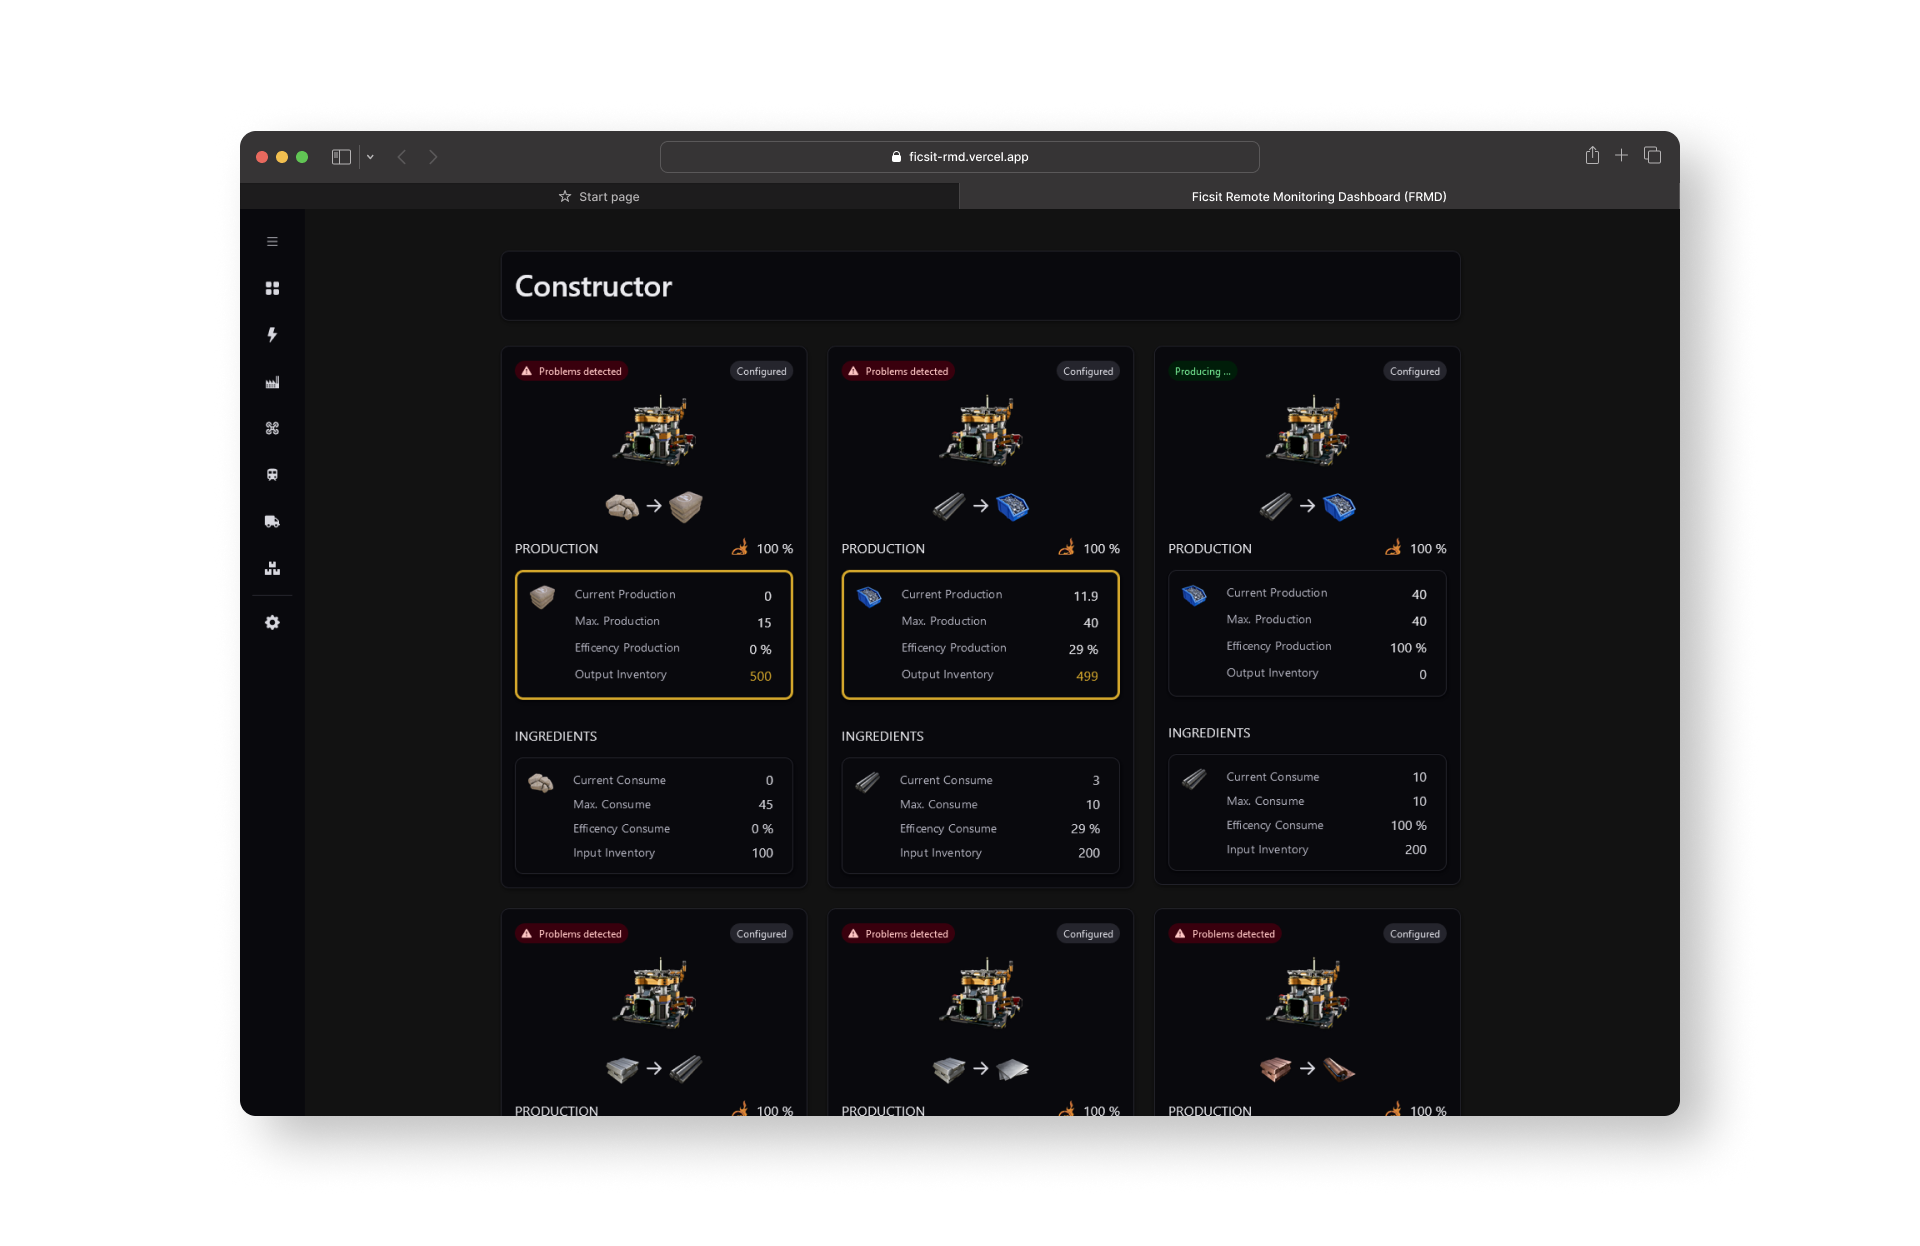 ficsit-rmd.vercel.app
Start page
Ficsit Remote Monitoring Dashboard (FRMD)
Constructor
Problems detected Configured
PRODUCTION 100 %
Current Production 0
Max. Production 15
Efficency Production 0 %
Output Inventory 500
INGREDIENTS
Current Consume 0
Max. Consume 45
Efficency Consume 0 %
Input Inventory 100
Problems detected Configured
PRODUCTION 100 %
Current Production 11.9
Max. Production 40
Efficency Production 29 %
Output Inventory 499
INGREDIENTS
Current Consume 3
Max. Consume 10
Efficency Consume 29 %
Input Inventory 200
Producing ... Configured
PRODUCTION 100 %
Current Production 40
Max. Production 40
Efficency Production 100 %
Output Inventory 0
INGREDIENTS
Current Consume 10
Max. Consume 10
Efficency Consume 100 %
Input Inventory 200
Problems detected Configured
PRODUCTION 100 %
Problems detected Configured
PRODUCTION 100 %
Problems detected Configured
PRODUCTION 100 %